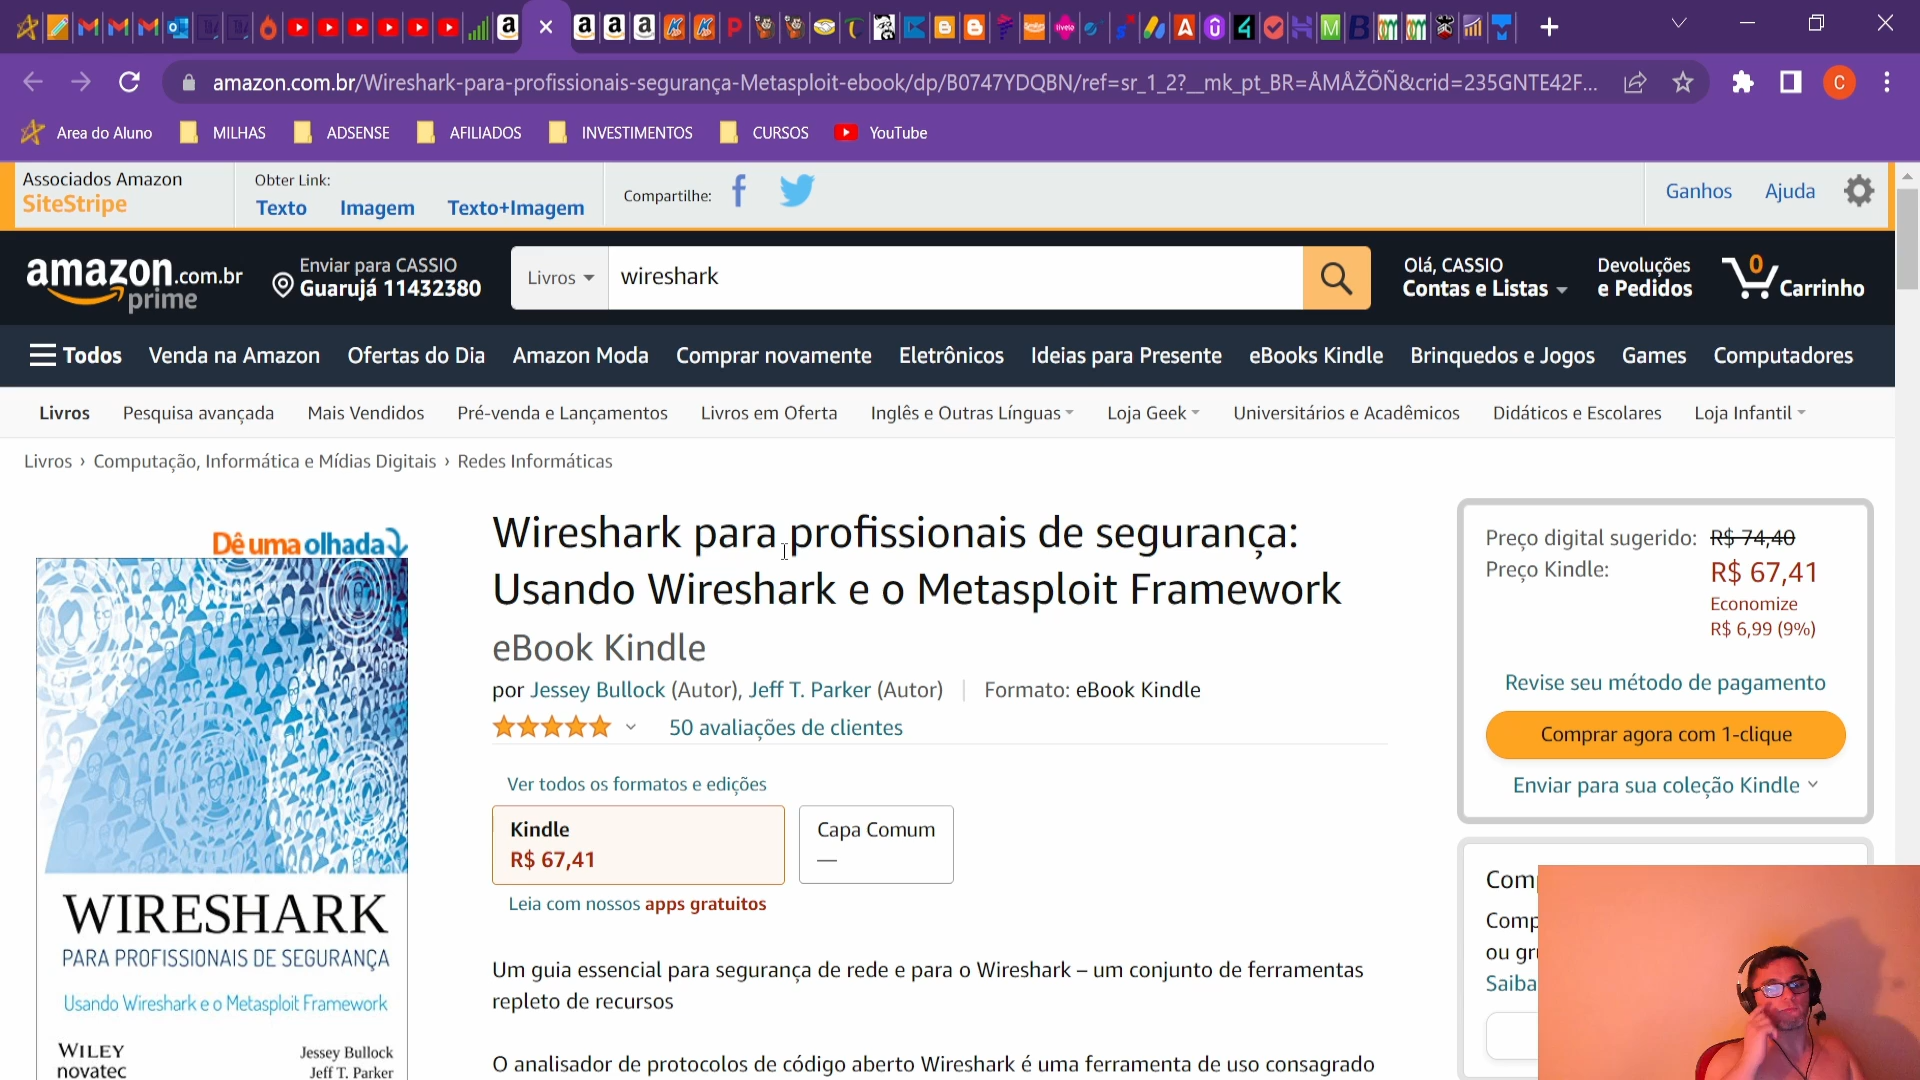 amazon.com.br/Wireshark-para-profissionais-segurança-Metasploit-ebook/dp/B0747YDQBN/ref=sr_1_2?__mk_pt_BR=ÅMÅŽÕÑ&crid=235GNTE42F...
C
Area do Aluno MILHAS ADSENSE AFILIADOS INVESTIMENTOS CURSOS YouTube
Associados Amazon
SiteStripe
Obter Link:
Texto Imagem Texto+Imagem
Compartilhe:
Ganhos Ajuda
amazon.com.br
prime
Enviar para CASSIO
Guarujá 11432380
Livros wireshark
Olá, CASSIO
Contas e Listas
Devoluções
e Pedidos
0
Carrinho
Todos Venda na Amazon Ofertas do Dia Amazon Moda Comprar novamente Eletrônicos Ideias para Presente eBooks Kindle Brinquedos e Jogos Games Computadores
Livros Pesquisa avançada Mais Vendidos Pré-venda e Lançamentos Livros em Oferta Inglês e Outras Línguas Loja Geek Universitários e Acadêmicos Didáticos e Escolares Loja Infantil
Livros › Computação, Informática e Mídias Digitais › Redes Informáticas
Dê uma olhada
WIRESHARK
PARA PROFISSIONAIS DE SEGURANÇA
Usando Wireshark e o Metasploit Framework
WILEY
novatec
Jessey Bullock
Jeff T. Parker
Wireshark para profissionais de segurança:
Usando Wireshark e o Metasploit Framework
eBook Kindle
por Jessey Bullock (Autor), Jeff T. Parker (Autor) | Formato: eBook Kindle
50 avaliações de clientes
Ver todos os formatos e edições
Kindle
R$ 67,41
Capa Comum
—
Leia com nossos apps gratuitos
Um guia essencial para segurança de rede e para o Wireshark – um conjunto de ferramentas
repleto de recursos
O analisador de protocolos de código aberto Wireshark é uma ferramenta de uso consagrado
Preço digital sugerido: R$ 74,40
Preço Kindle: R$ 67,41
Economize
R$ 6,99 (9%)
Revise seu método de pagamento
Comprar agora com 1-clique
Enviar para sua coleção Kindle
Comp
ou gr
Saiba